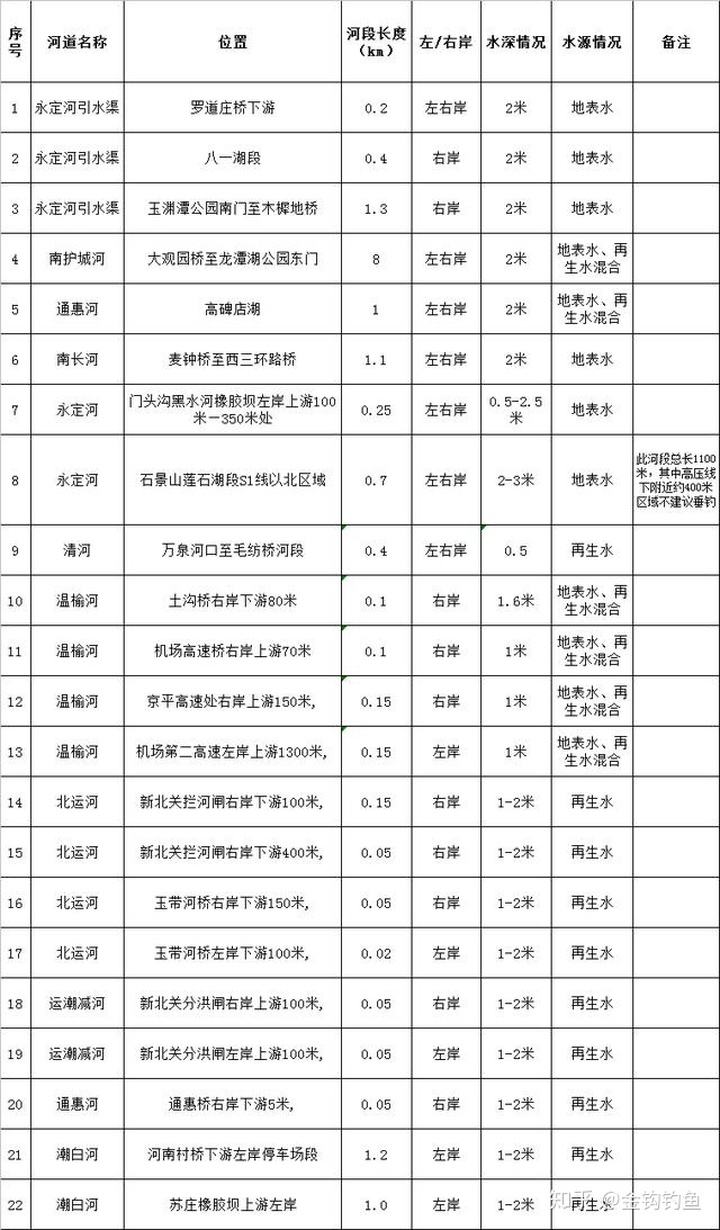 序号 河道名称 位置 河段长度（km） 左/右岸 水深情况 水源情况 备注
1 永定河引水渠 罗道庄桥下游 0.2 左右岸 2米 地表水
2 永定河引水渠 八一湖段 0.4 右岸 2米 地表水
3 永定河引水渠 玉渊潭公园南门至木樨地桥 1.3 右岸 2米 地表水
4 南护城河 大观园桥至龙潭湖公园东门 8 左右岸 2米 地表水、再生水混合
5 通惠河 高碑店湖 1 左右岸 2米 地表水、再生水混合
6 南长河 麦钟桥至西三环路桥 1.1 左右岸 2米 地表水
7 永定河 门头沟黑水河橡胶坝左岸上游100米—350米处 0.25 左右岸 0.5-2.5米 地表水
8 永定河 石景山莲石湖段S1线以北区域 0.7 左右岸 2-3米 地表水 此河段总长1100米，其中高压线下附近约400米区域不建议垂钓
9 清河 万泉河口至毛纺桥河段 0.4 左右岸 0.5 再生水
10 温榆河 土沟桥右岸下游80米 0.1 右岸 1.6米 地表水、再生水混合
11 温榆河 机场高速桥右岸上游70米 0.1 右岸 1米 地表水、再生水混合
12 温榆河 京平高速处右岸上游150米, 0.15 右岸 1米 地表水、再生水混合
13 温榆河 机场第二高速左岸上游1300米, 0.15 左岸 1米 地表水、再生水混合
14 北运河 新北关拦河闸右岸下游100米, 0.15 右岸 1-2米 再生水
15 北运河 新北关拦河闸右岸下游400米, 0.05 右岸 1-2米 再生水
16 北运河 玉带河桥右岸下游150米, 0.05 右岸 1-2米 再生水
17 北运河 玉带河桥左岸下游100米, 0.02 左岸 1-2米 再生水
18 运潮减河 新北关分洪闸右岸上游100米, 0.05 右岸 1-2米 再生水
19 运潮减河 新北关分洪闸左岸上游100米, 0.05 左岸 1-2米 再生水
20 通惠河 通惠桥右岸下游5米, 0.05 右岸 1-2米 再生水
21 潮白河 河南村桥下游左岸停车场段 1.2 左岸 1-2米 再生水
22 潮白河 苏庄橡胶坝上游左岸 1.0 左岸 1-2米 再生水
知乎 @金钩钓鱼